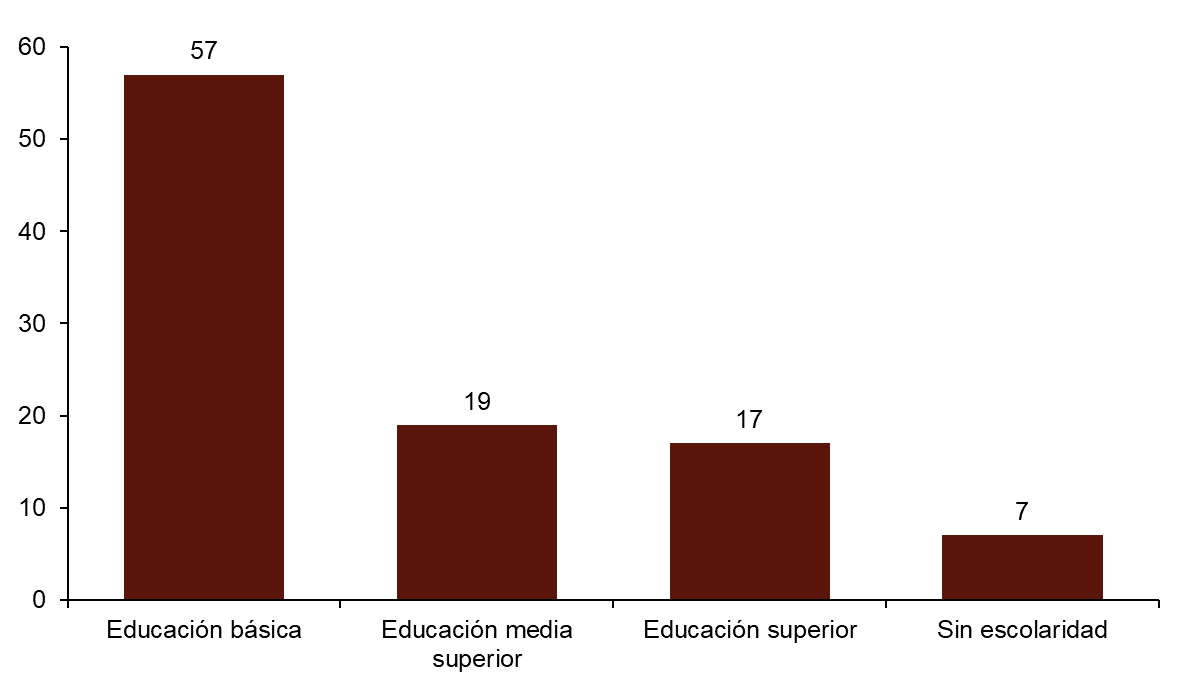 60
50
40
30
20
10
0
57
19
17
7
Educación básica
Educación media
superior
Educación superior
Sin escolaridad